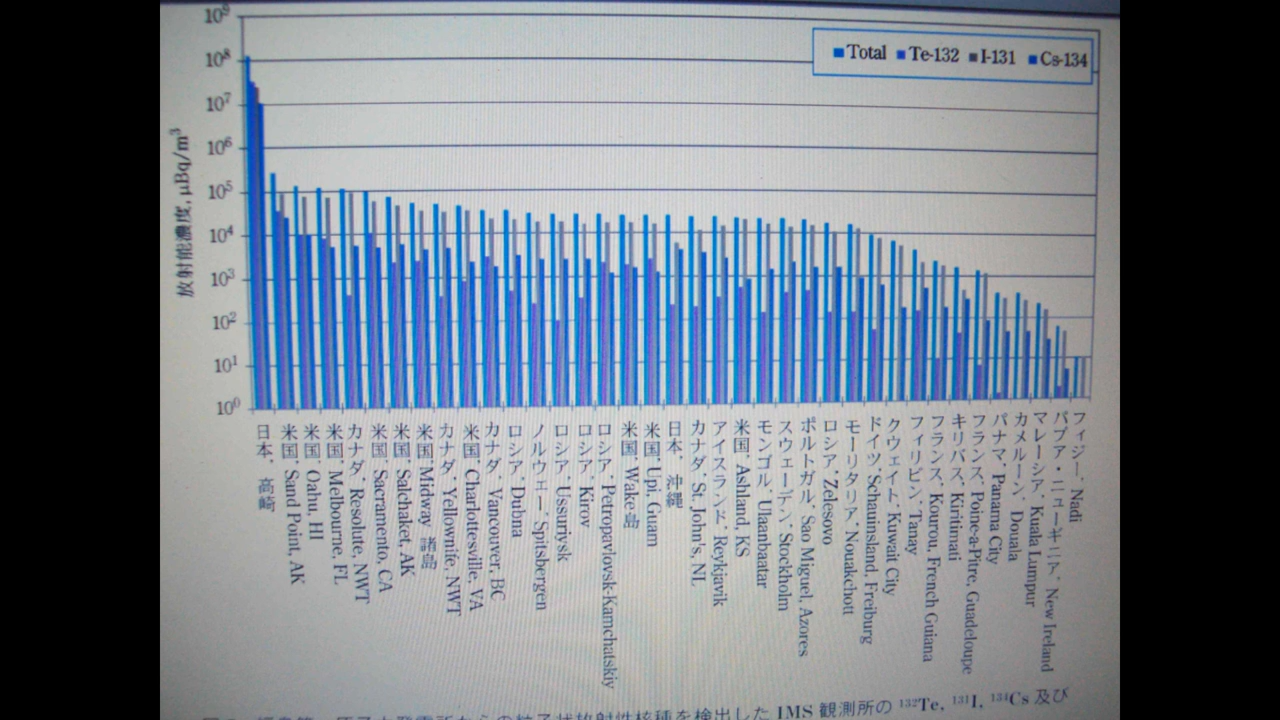 10⁹
10⁸
10⁷
10⁶
10⁵
10⁴
10³
10²
10¹
10⁰
放射能濃度, μBq/m³
Total Te-132 I-131 Cs-134
日本, 高崎
米国, Sand Point, AK
米国, Oahu, HI
米国, Melbourne, FL
カナダ, Resolute, NWT
米国, Sacramento, CA
米国, Salchaket, AK
米国, Midway 諸島
カナダ, Yellownife, NWT
米国, Charlottesville, VA
カナダ, Vancouver, BC
ロシア, Dubna
ノルウェー, Spitsbergen
ロシア, Ussuriysk
ロシア, Kirov
ロシア, Petropavlovsk-Kamchatskiy
米国, Wake 島
米国, Upi, Guam
日本, 沖縄
カナダ, St. John's, NL
アイスランド, Reykjavik
米国, Ashland, KS
モンゴル, Ulaanbaatar
スウェーデン, Stockholm
ポルトガル, Sao Miguel, Azores
ロシア, Zelesovo
モーリタリア, Nouakchott
ドイツ, Schauinsland, Freiburg
クウェイト, Kuwait City
フィリピン, Tanay
フランス, Kourou, French Guiana
キリバス, Kiritimati
フランス, Poine-a-Pitre, Guadeloupe
パナマ, Panama City
カメルーン, Douala
マレーシア, Kuala Lumpur
パプア・ニューギニア, New Ireland
フィジー, Nadi
を検出した IMS 観測所の ¹³²Te, ¹³¹I, ¹³⁴Cs 及び